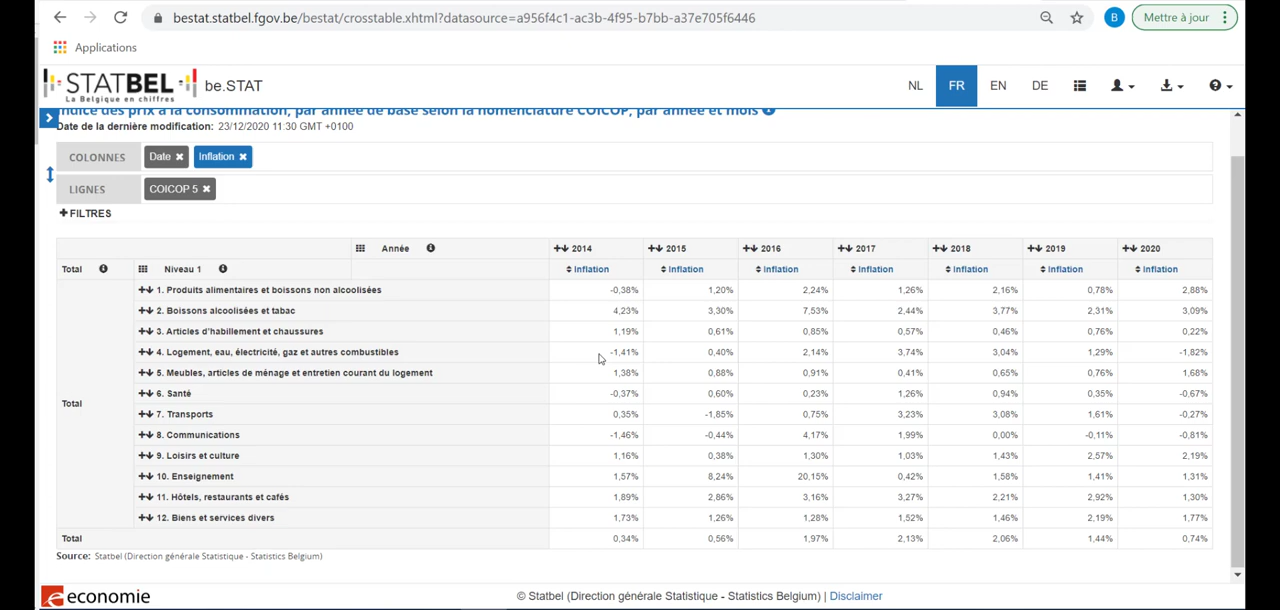 bestat.statbel.fgov.be/bestat/crosstable.xhtml?datasource=a956f4c1-ac3b-4f95-b7bb-a37e705f6446 B Mettre à jour
Applications
STATBEL be.STAT NL FR EN DE
La Belgique en chiffres
Indice des prix à la consommation, par année de base selon la nomenclature COICOP, par année et mois
Date de la dernière modification: 23/12/2020 11:30 GMT +0100
COLONNES Date Inflation
LIGNES COICOP 5
FILTRES
Année 2014 2015 2016 2017 2018 2019 2020
Total Niveau 1 Inflation Inflation Inflation Inflation Inflation Inflation Inflation
1. Produits alimentaires et boissons non alcoolisées -0,38% 1,20% 2,24% 1,26% 2,16% 0,78% 2,88%
2. Boissons alcoolisées et tabac 4,23% 3,30% 7,53% 2,44% 3,77% 2,31% 3,09%
3. Articles d'habillement et chaussures 1,19% 0,61% 0,85% 0,57% 0,46% 0,76% 0,22%
4. Logement, eau, électricité, gaz et autres combustibles -1,41% 0,40% 2,14% 3,74% 3,04% 1,29% -1,82%
5. Meubles, articles de ménage et entretien courant du logement 1,38% 0,88% 0,91% 0,41% 0,65% 0,76% 1,68%
6. Santé -0,37% 0,60% 0,23% 1,26% 0,94% 0,35% -0,67%
Total
7. Transports 0,35% -1,85% 0,75% 3,23% 3,08% 1,61% -0,27%
8. Communications -1,46% -0,44% 4,17% 1,99% 0,00% -0,11% -0,81%
9. Loisirs et culture 1,16% 0,38% 1,30% 1,03% 1,43% 2,57% 2,19%
10. Enseignement 1,57% 8,24% 20,15% 0,42% 1,58% 1,41% 1,31%
11. Hôtels, restaurants et cafés 1,89% 2,86% 3,16% 3,27% 2,21% 2,92% 1,30%
12. Biens et services divers 1,73% 1,26% 1,28% 1,52% 1,46% 2,19% 1,77%
Total 0,34% 0,56% 1,97% 2,13% 2,06% 1,44% 0,74%
Source: Statbel (Direction générale Statistique - Statistics Belgium)
economie © Statbel (Direction générale Statistique - Statistics Belgium) | Disclaimer